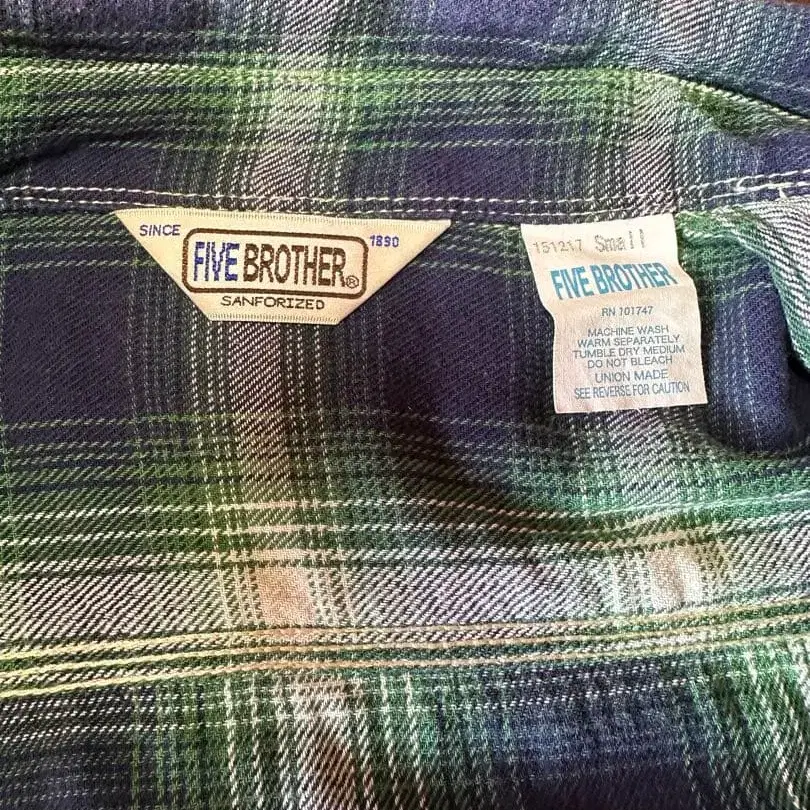 SINCE 1890
FIVE BROTHER®
SANFORIZED
151217 Small
FIVE BROTHER
RN 101747
MACHINE WASH
WARM SEPARATELY
TUMBLE DRY MEDIUM
DO NOT BLEACH
UNION MADE
SEE REVERSE FOR CAUTION